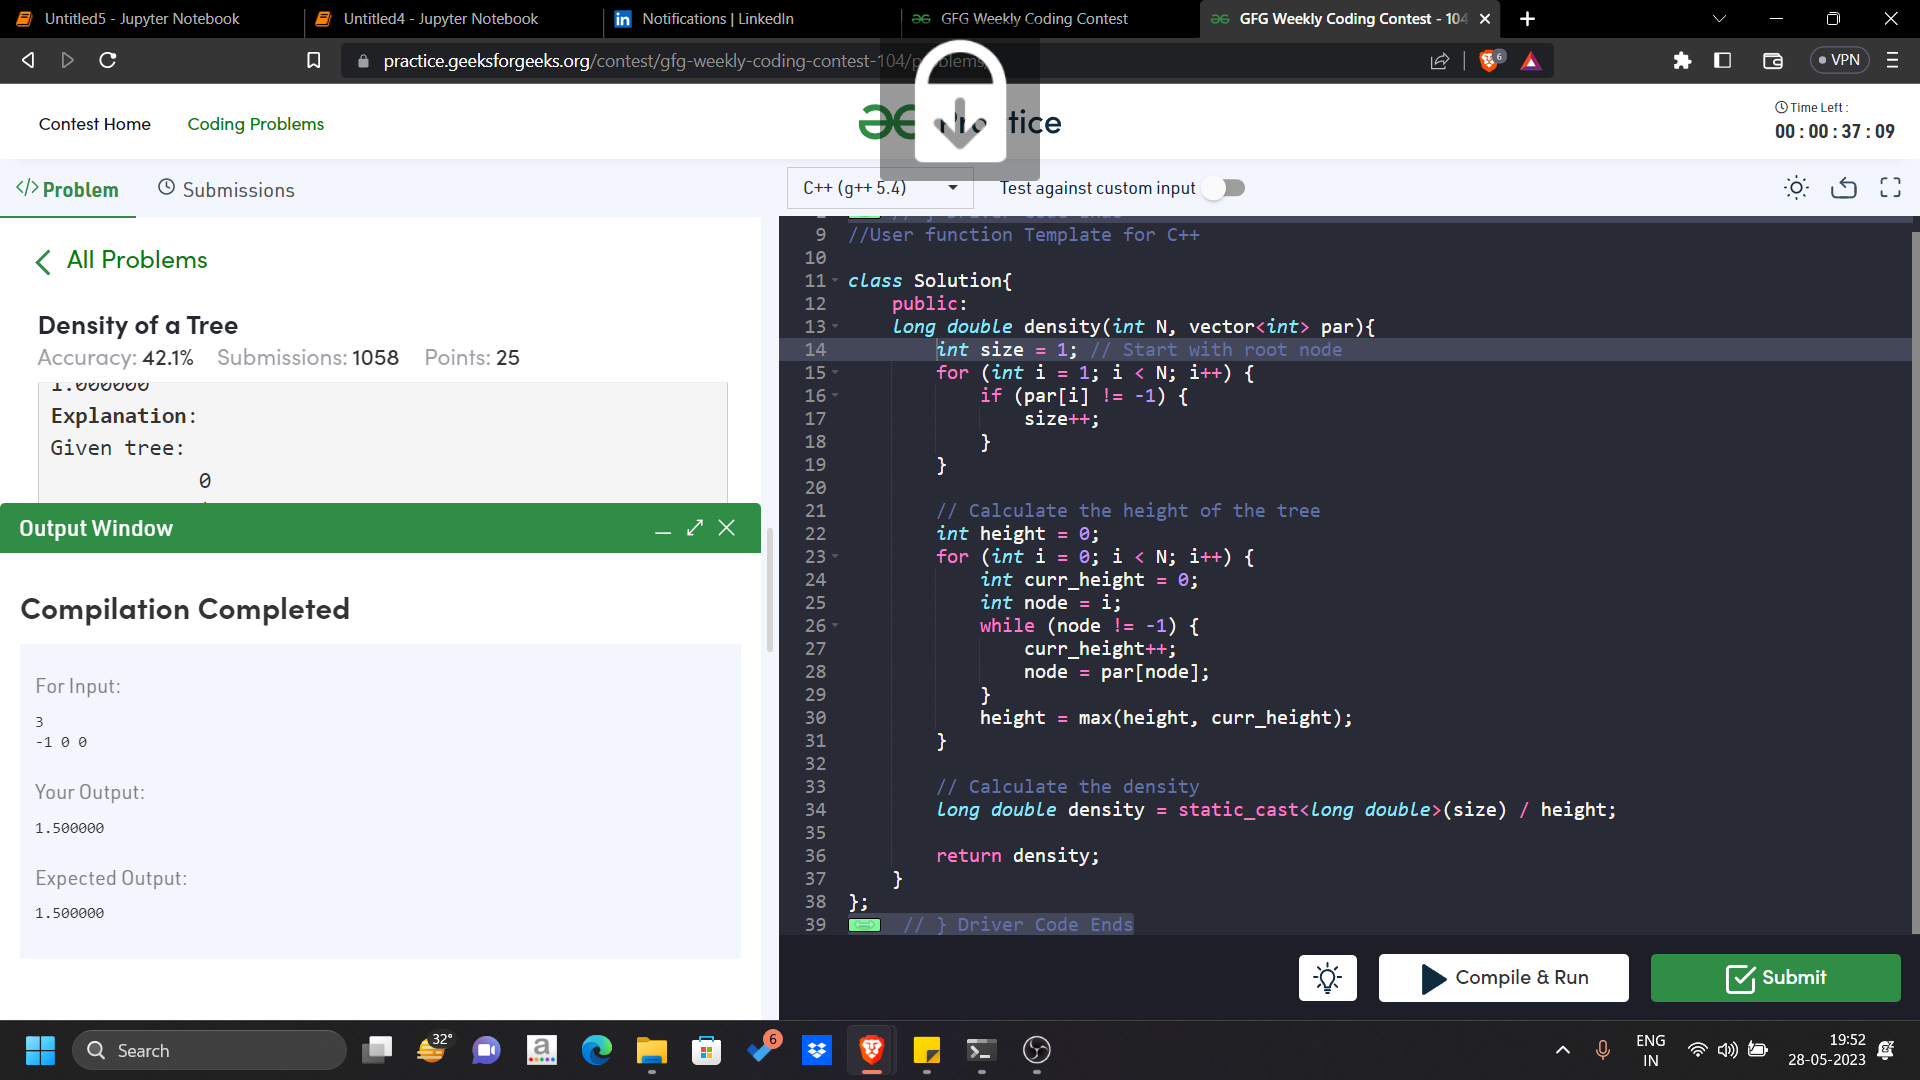 Untitled5 - Jupyter Notebook
Untitled4 - Jupyter Notebook
in Notifications | LinkedIn
GFG Weekly Coding Contest
GFG Weekly Coding Contest - 104
practice.geeksforgeeks.org/contest/gfg-weekly-coding-contest-104/problems
6
VPN
Contest Home
Coding Problems
Practice
Time Left :
00 : 00 : 37 : 09
</> Problem
Submissions
C++ (g++ 5.4)
Test against custom input
All Problems
Density of a Tree
Accuracy: 42.1% Submissions: 1058 Points: 25
1.000000
Explanation:
Given tree:
0
Output Window
Compilation Completed
For Input:
3
-1 0 0
Your Output:
1.500000
Expected Output:
1.500000
// } Driver Code Ends
9 //User function Template for C++
10
11 class Solution{
12 public:
13 long double density(int N, vector<int> par){
14 int size = 1; // Start with root node
15 for (int i = 1; i < N; i++) {
16 if (par[i] != -1) {
17 size++;
18 }
19 }
20
21 // Calculate the height of the tree
22 int height = 0;
23 for (int i = 0; i < N; i++) {
24 int curr_height = 0;
25 int node = i;
26 while (node != -1) {
27 curr_height++;
28 node = par[node];
29 }
30 height = max(height, curr_height);
31 }
32
33 // Calculate the density
34 long double density = static_cast<long double>(size) / height;
35
36 return density;
37 }
38 };
39 // } Driver Code Ends
Compile & Run
Submit
Search
32°
a
6
ENG
IN
19:52
28-05-2023